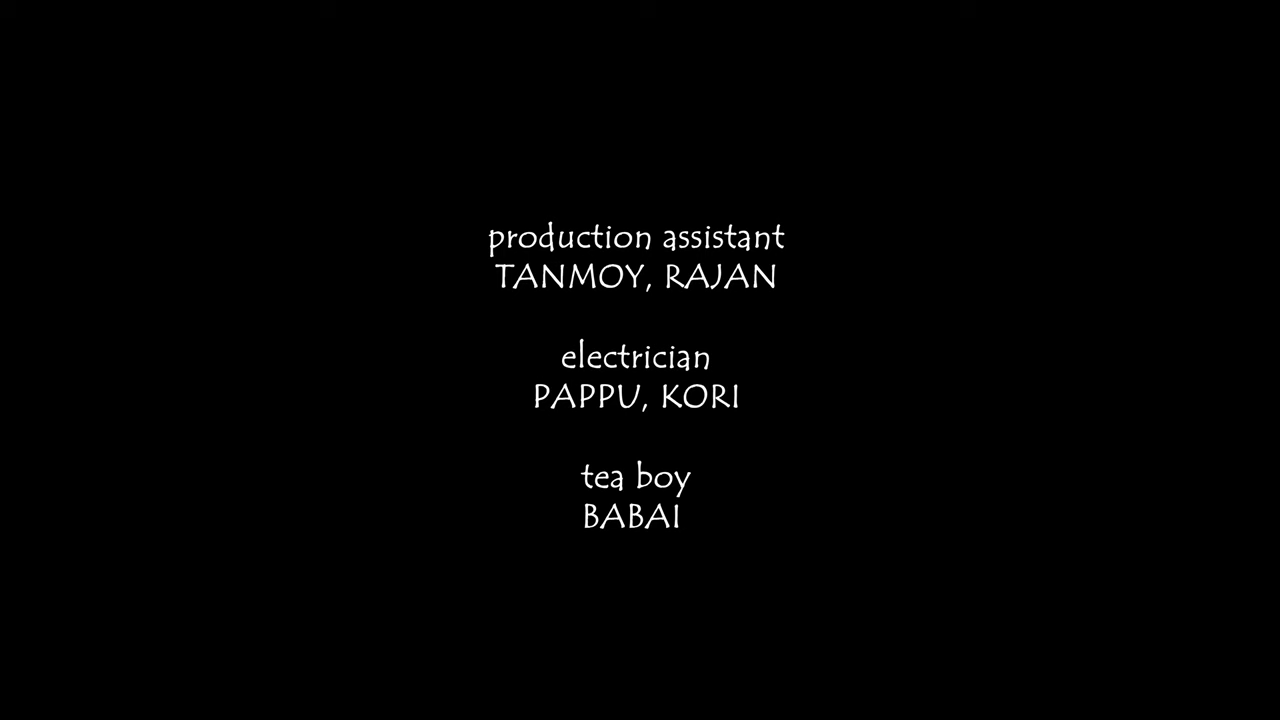 production assistant
TANMOY, RAJAN
electrician
PAPPU, KORI
tea boy
BABAI